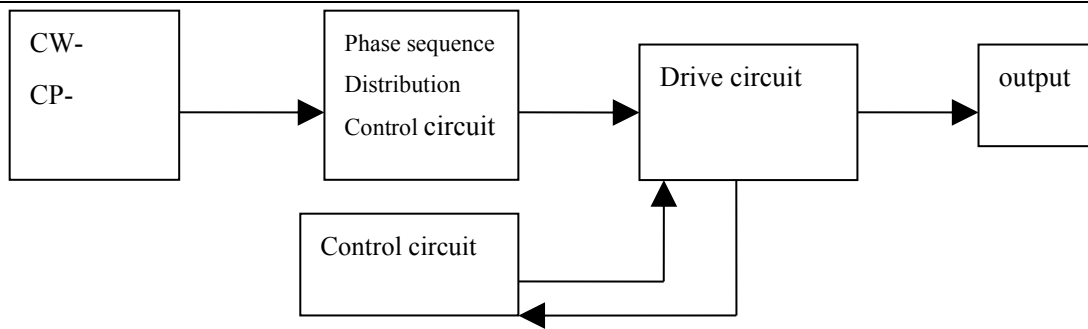 CW-
CP-
Phase sequence
Distribution
Control circuit
Drive circuit
output
Control circuit